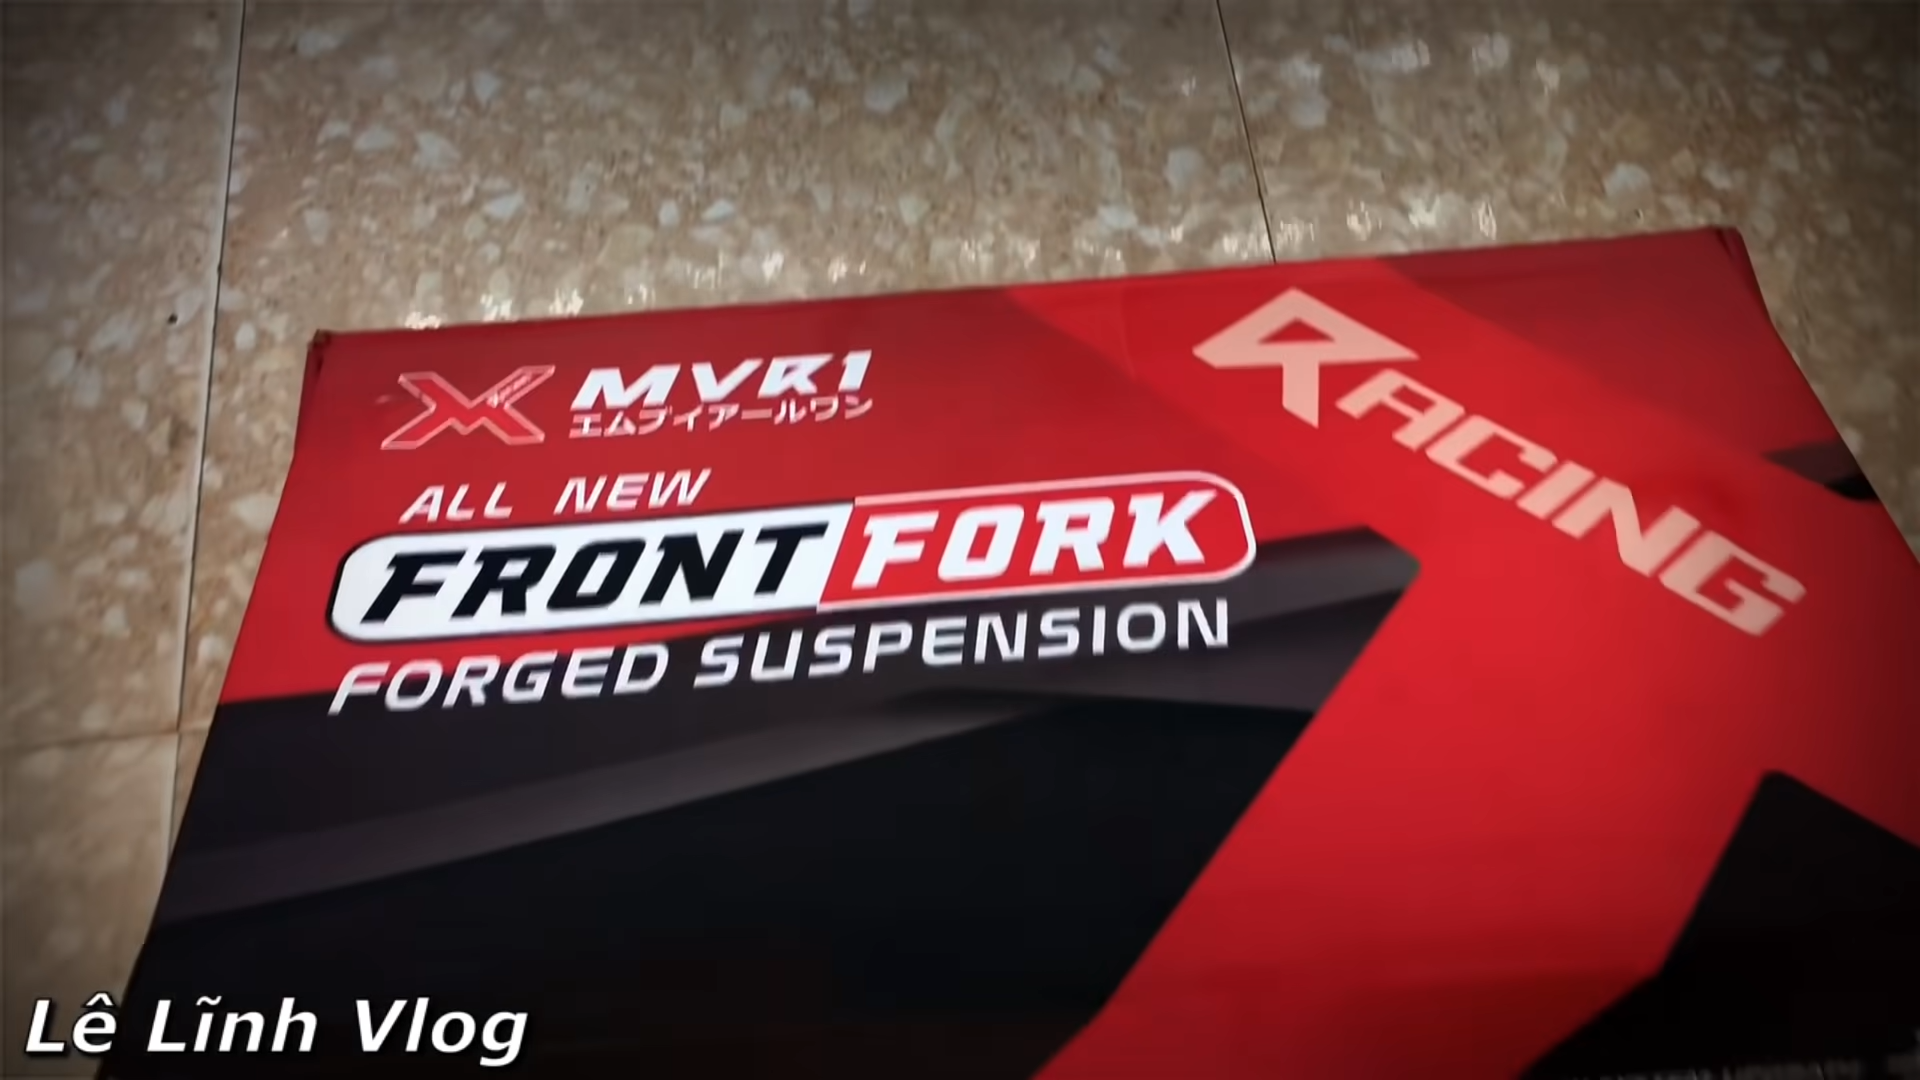 MVR1
エムブイアールワン
RACING
ALL NEW
FRONT FORK
FORGED SUSPENSION
Lê Lĩnh Vlog